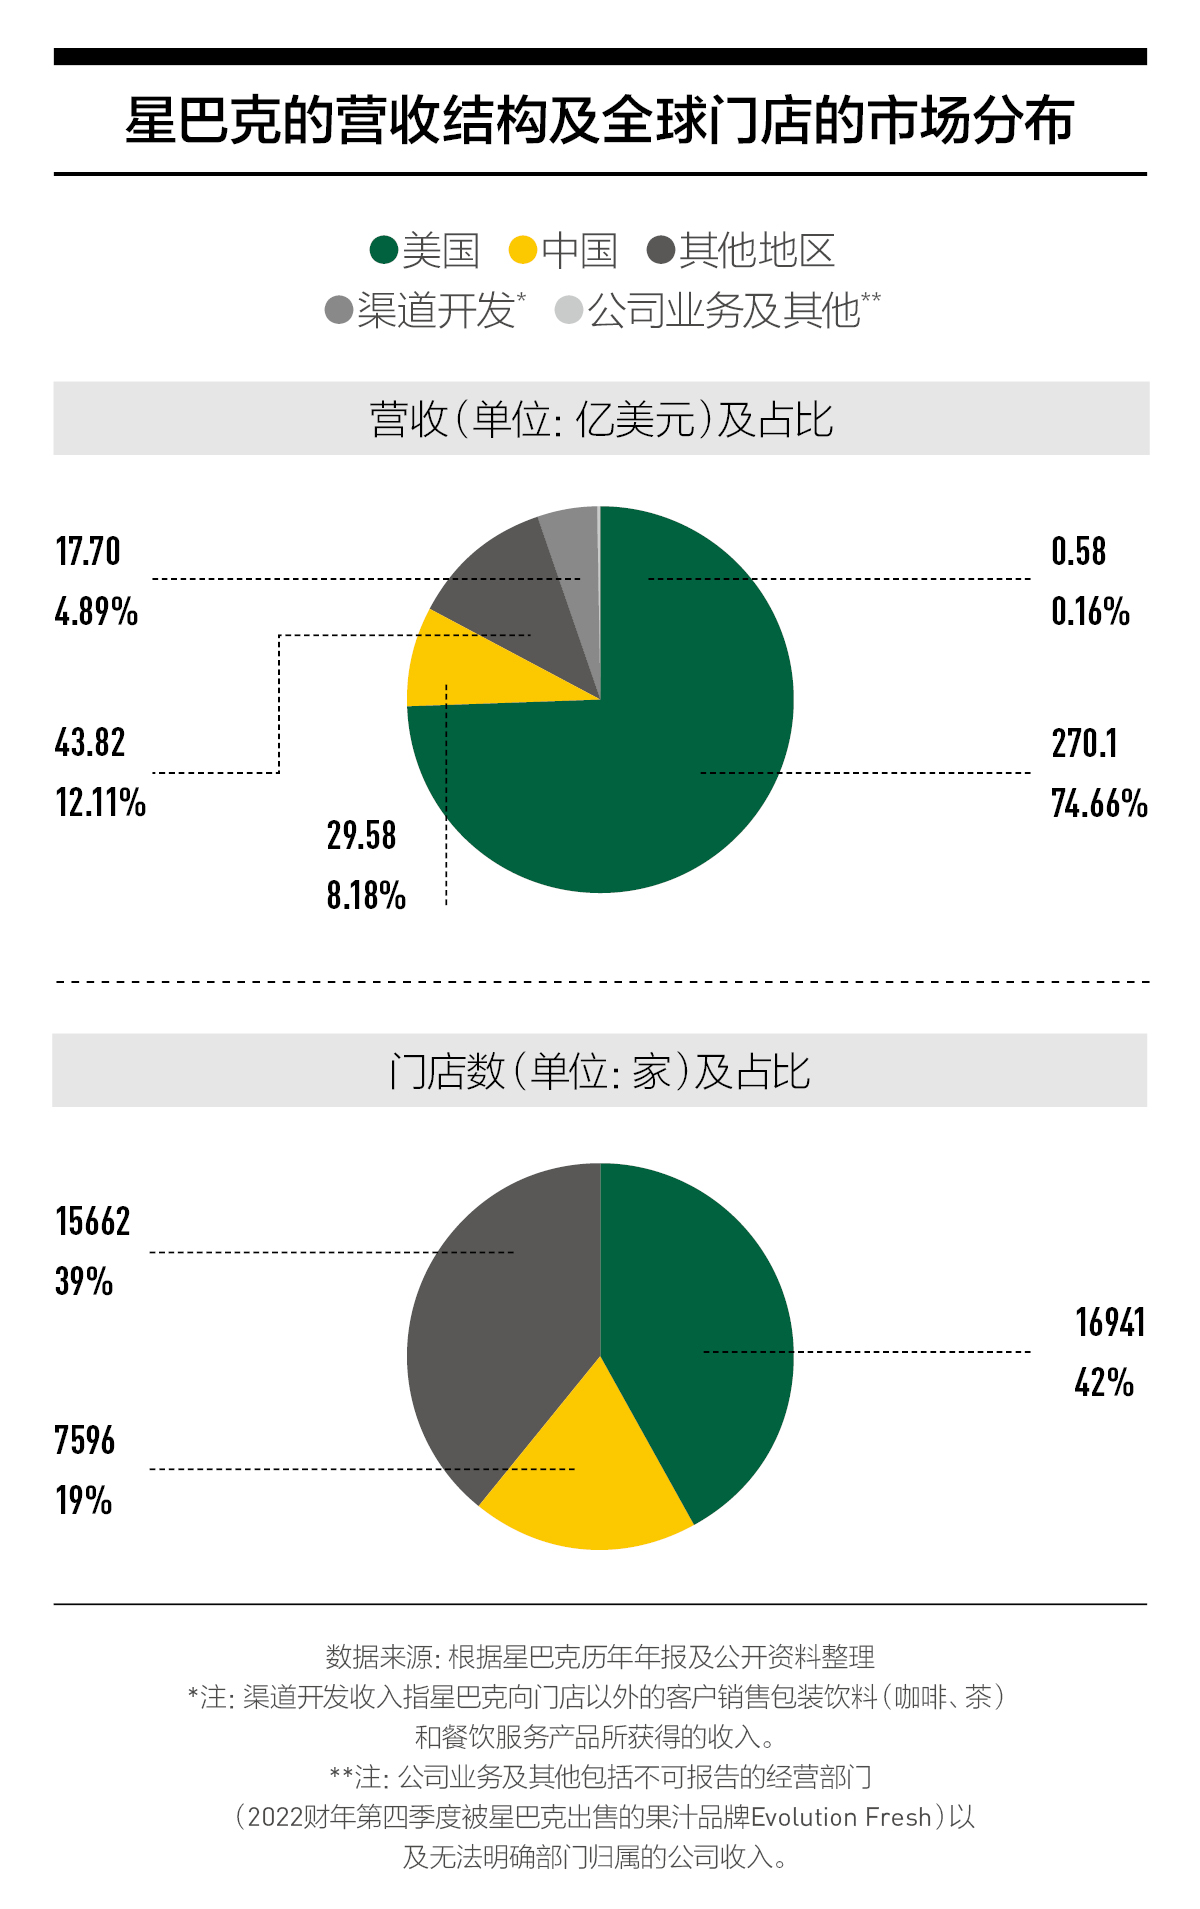 星巴克的营收结构及全球门店的市场分布
美国 中国 其他地区
渠道开发* 公司业务及其他**
营收(单位: 亿美元)及占比
17.70
4.89%
0.58
0.16%
43.82
12.11%
270.1
74.66%
29.58
8.18%
门店数(单位: 家)及占比
15662
39%
16941
42%
7596
19%
数据来源: 根据星巴克历年年报及公开资料整理
*注: 渠道开发收入指星巴克向门店以外的客户销售包装饮料(咖啡、茶)
和餐饮服务产品所获得的收入。
**注: 公司业务及其他包括不可报告的经营部门
(2022财年第四季度被星巴克出售的果汁品牌Evolution Fresh)以
及无法明确部门归属的公司收入。